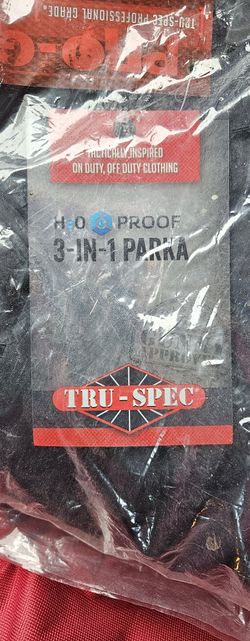 TRU-SPEC PROFESSIONAL GRADE.
TACTICALLY INSPIRED
ON DUTY, OFF DUTY CLOTHING
H2O PROOF
3-IN-1 PARKA
TRU-SPEC